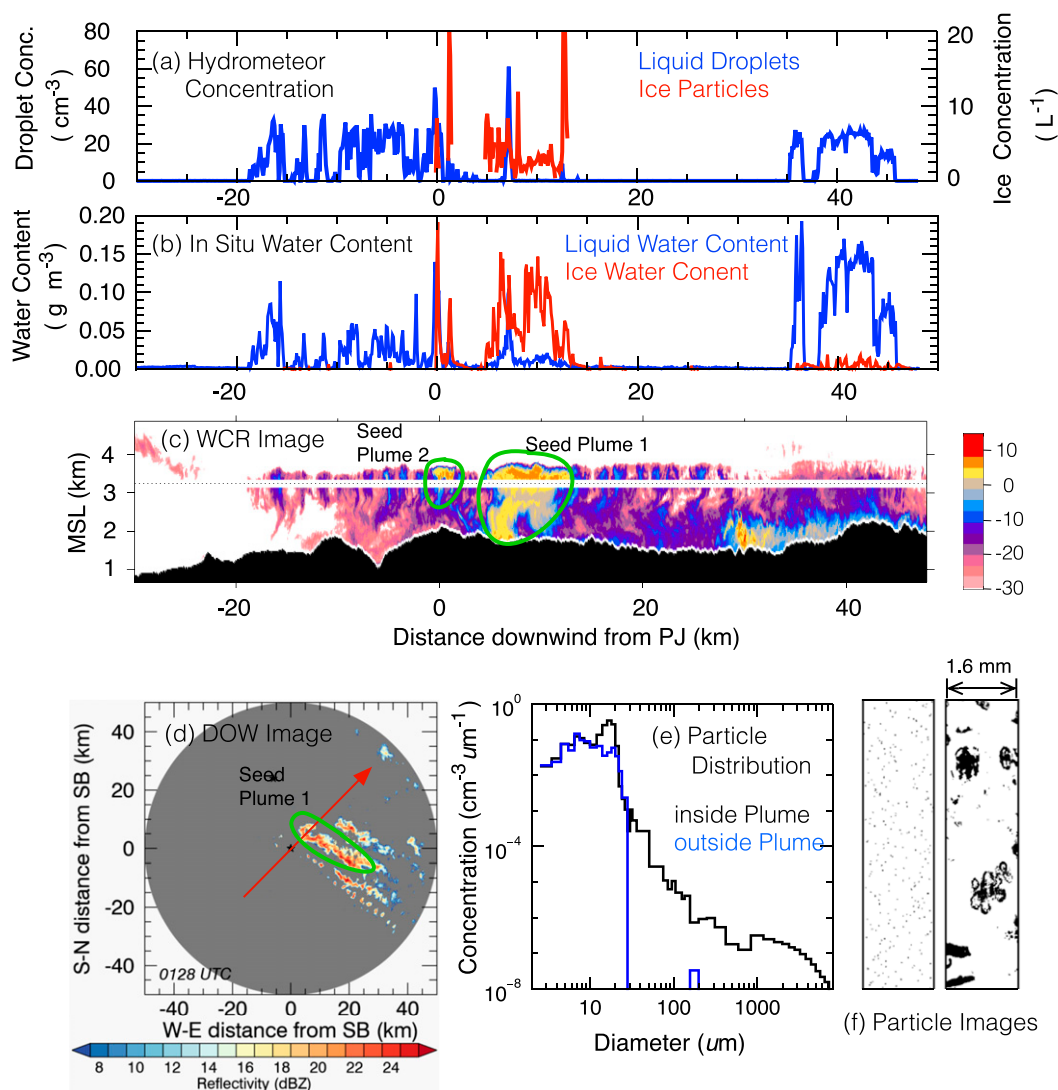 80
60
40
20
0
20
10
0
Droplet Conc.
( cm-3 )
Ice Concentration
( L-1 )
(a) Hydrometeor
Concentration
Liquid Droplets
Ice Particles
-20
0
20
40
0.20
0.15
0.10
0.05
0.00
Water Content
( g m-3 )
(b) In Situ Water Content
Liquid Water Content
Ice Water Conent
-20
0
20
40
(c) WCR Image
Seed
Plume 2
Seed Plume 1
MSL (km)
4
3
2
1
10
0
-10
-20
-30
-20
0
20
40
Distance downwind from PJ (km)
(d) DOW Image
Seed
Plume 1
S-N distance from SB (km)
40
20
0
-20
-40
0128 UTC
-40
-20
0
20
40
W-E distance from SB (km)
8
10
12
14
16
18
20
22
24
Reflectivity (dBZ)
Concentration (cm-3 um-1)
10^0
10^-4
10^-8
(e) Particle
Distribution
inside Plume
outside Plume
10
100
1000
Diameter (um)
1.6 mm
(f) Particle Images